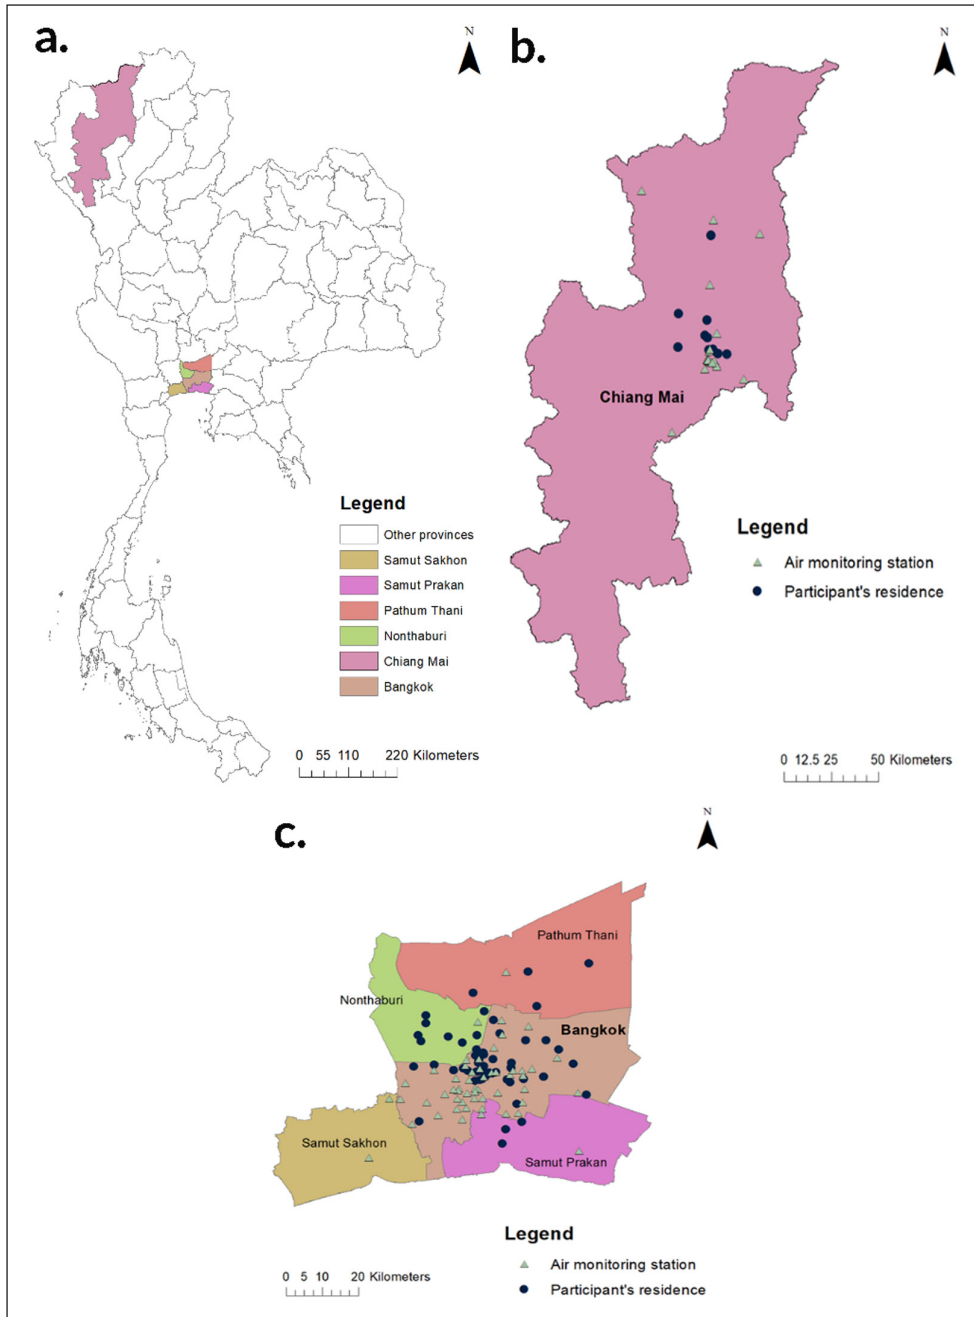 a.
N
Legend
Other provinces
Samut Sakhon
Samut Prakan
Pathum Thani
Nonthaburi
Chiang Mai
Bangkok
0 55 110 220 Kilometers
b.
N
Chiang Mai
Legend
Air monitoring station
Participant's residence
0 12.5 25 50 Kilometers
c.
N
Pathum Thani
Nonthaburi
Bangkok
Samut Sakhon
Samut Prakan
Legend
Air monitoring station
Participant's residence
0 5 10 20 Kilometers